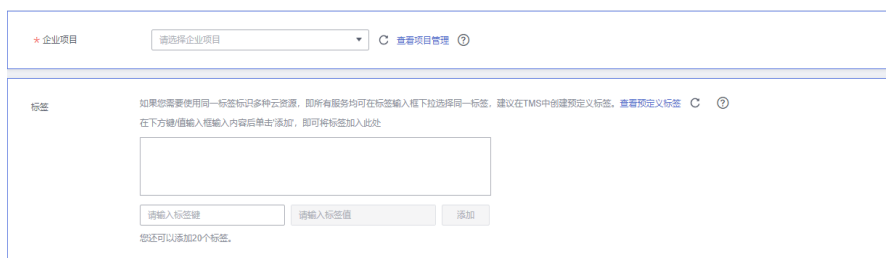 * 企业项目 请选择企业项目 查看项目管理 ?
标签 如果您需要使用同一标签标识多种云资源，即所有服务均可在标签输入框下拉选择同一标签，建议在TMS中创建预定义标签。查看预定义标签 ?
在下方键/值输入框输入内容后单击'添加'，即可将标签加入此处
请输入标签键 请输入标签值 添加
您还可以添加20个标签。